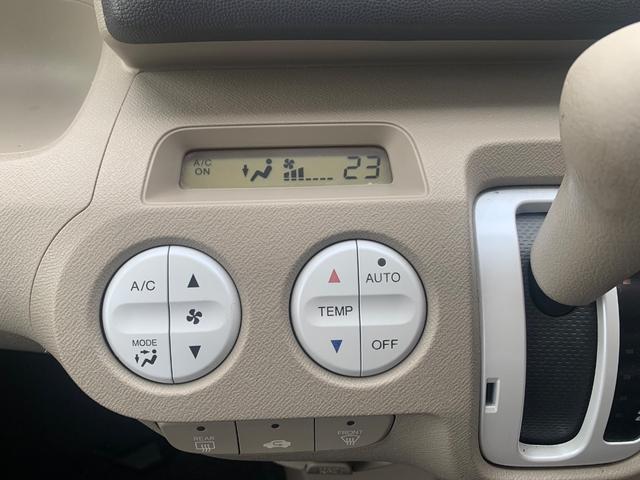 A/C
ON
23
A/C
MODE
AUTO
TEMP
OFF
REAR
FRONT